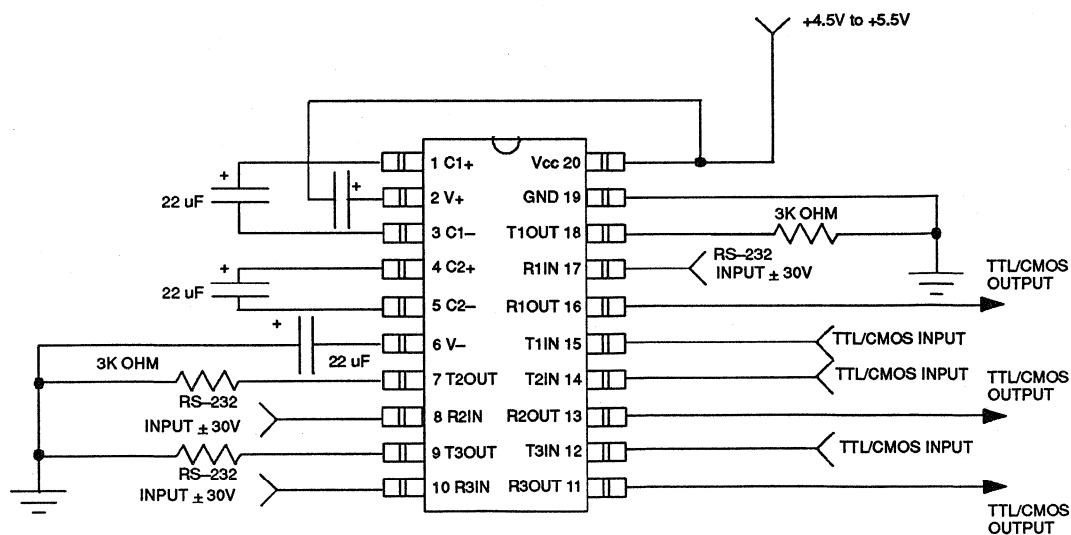 +4.5V to +5.5V
+
22 uF
+
1 C1+
Vcc 20
2 V+
GND 19
3 C1–
T1OUT 18
3K OHM
4 C2+
R1IN 17
RS–232
INPUT ± 30V
+
22 uF
5 C2–
R1OUT 16
TTL/CMOS
OUTPUT
+
22 uF
6 V–
T1IN 15
TTL/CMOS INPUT
3K OHM
7 T2OUT
T2IN 14
TTL/CMOS INPUT
RS–232
INPUT ± 30V
8 R2IN
R2OUT 13
TTL/CMOS
OUTPUT
9 T3OUT
T3IN 12
TTL/CMOS INPUT
RS–232
INPUT ± 30V
10 R3IN
R3OUT 11
TTL/CMOS
OUTPUT